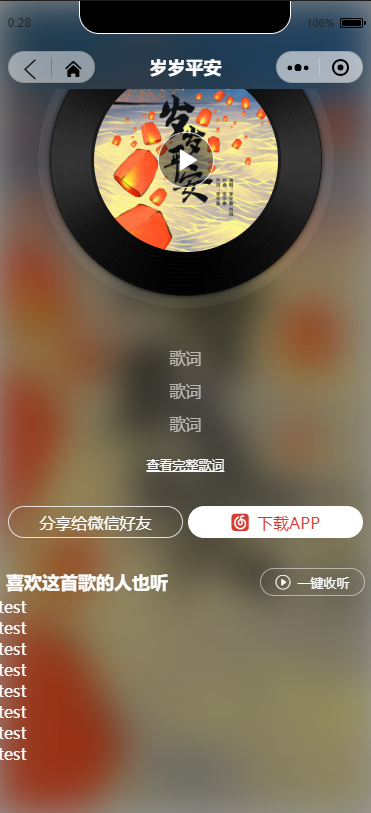 0:28
100%
岁岁平安
岁岁平安
歌词
歌词
歌词
查看完整歌词
分享给微信好友
下载APP
喜欢这首歌的人也听
一键收听
test
test
test
test
test
test
test
test